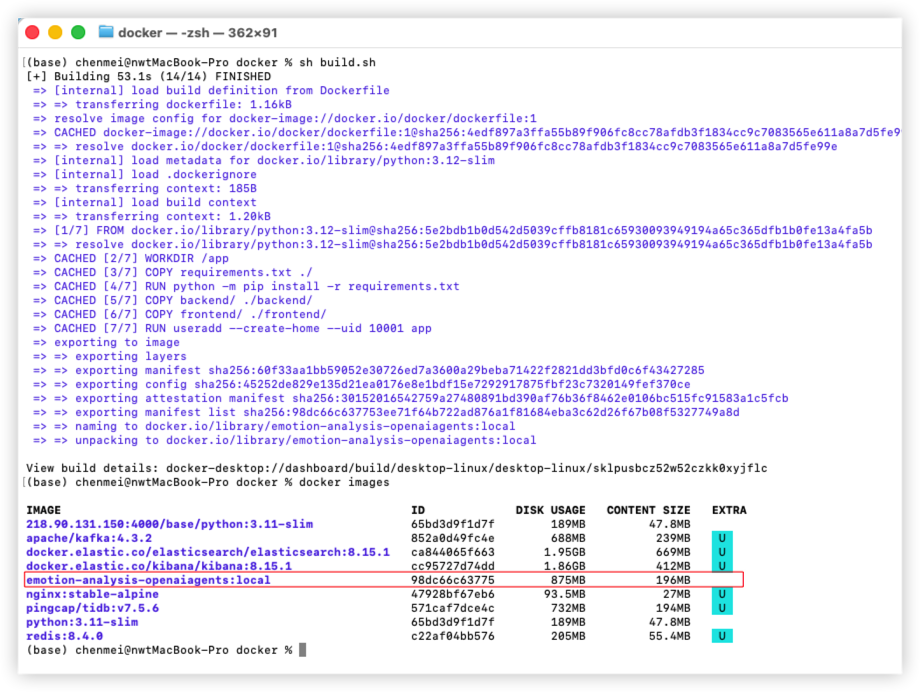 docker — -zsh — 362×91
(base) chenmei@nwtMacBook-Pro docker % sh build.sh
[+] Building 53.1s (14/14) FINISHED
=> [internal] load build definition from Dockerfile
=> => transferring dockerfile: 1.16kB
=> resolve image config for docker-image://docker.io/docker/dockerfile:1
=> CACHED docker-image://docker.io/docker/dockerfile:1@sha256:4edf897a3ffa55b89f906fc8cc78afdb3f1834cc9c7083565e611a8a7d5fe9
=> => resolve docker.io/docker/dockerfile:1@sha256:4edf897a3ffa55b89f906fc8cc78afdb3f1834cc9c7083565e611a8a7d5fe99e
=> [internal] load metadata for docker.io/library/python:3.12-slim
=> [internal] load .dockerignore
=> => transferring context: 185B
=> [internal] load build context
=> => transferring context: 1.20kB
=> [1/7] FROM docker.io/library/python:3.12-slim@sha256:5e2bdb1b0d542d5039cffb8181c65930093949194a65c365dfb1b0fe13a4fa5b
=> => resolve docker.io/library/python:3.12-slim@sha256:5e2bdb1b0d542d5039cffb8181c65930093949194a65c365dfb1b0fe13a4fa5b
=> CACHED [2/7] WORKDIR /app
=> CACHED [3/7] COPY requirements.txt ./
=> CACHED [4/7] RUN python -m pip install -r requirements.txt
=> CACHED [5/7] COPY backend/ ./backend/
=> CACHED [6/7] COPY frontend/ ./frontend/
=> CACHED [7/7] RUN useradd --create-home --uid 10001 app
=> exporting to image
=> => exporting layers
=> => exporting manifest sha256:60f33aa1bb59052e30726ed7a3600a29beba71422f2821dd3bfd0c6f43427285
=> => exporting config sha256:45252de829e135d21ea0176e8e1bdf15e7292917875fbf23c7320149fef370ce
=> => exporting attestation manifest sha256:30152016542759a27480891bd390af76b36f8462e0106bc515fc91583a1c5fcb
=> => exporting manifest list sha256:98dc66c637753ee71f64b722ad876a1f81684eba3c62d26f67b08f5327749a8d
=> => naming to docker.io/library/emotion-analysis-openaiagents:local
=> => unpacking to docker.io/library/emotion-analysis-openaiagents:local
View build details: docker-desktop://dashboard/build/desktop-linux/desktop-linux/sklpusbcz52w52czkk0xyjflc
(base) chenmei@nwtMacBook-Pro docker % docker images
IMAGE ID DISK USAGE CONTENT SIZE EXTRA
218.90.131.150:4000/base/python:3.11-slim 65bd3d9f1d7f 189MB 47.8MB
apache/kafka:4.3.2 852a0d49fc4e 688MB 239MB U
docker.elastic.co/elasticsearch/elasticsearch:8.15.1 ca844065f663 1.95GB 669MB U
docker.elastic.co/kibana/kibana:8.15.1 cc95727d74dd 1.86GB 412MB U
emotion-analysis-openaiagents:local 98dc66c63775 875MB 196MB
nginx:stable-alpine 47928bf67eb6 93.5MB 27MB U
pingcap/tidb:v7.5.6 571caf7dce4c 732MB 194MB U
python:3.11-slim 65bd3d9f1d7f 189MB 47.8MB
redis:8.4.0 c22af04bb576 205MB 55.4MB U
(base) chenmei@nwtMacBook-Pro docker %